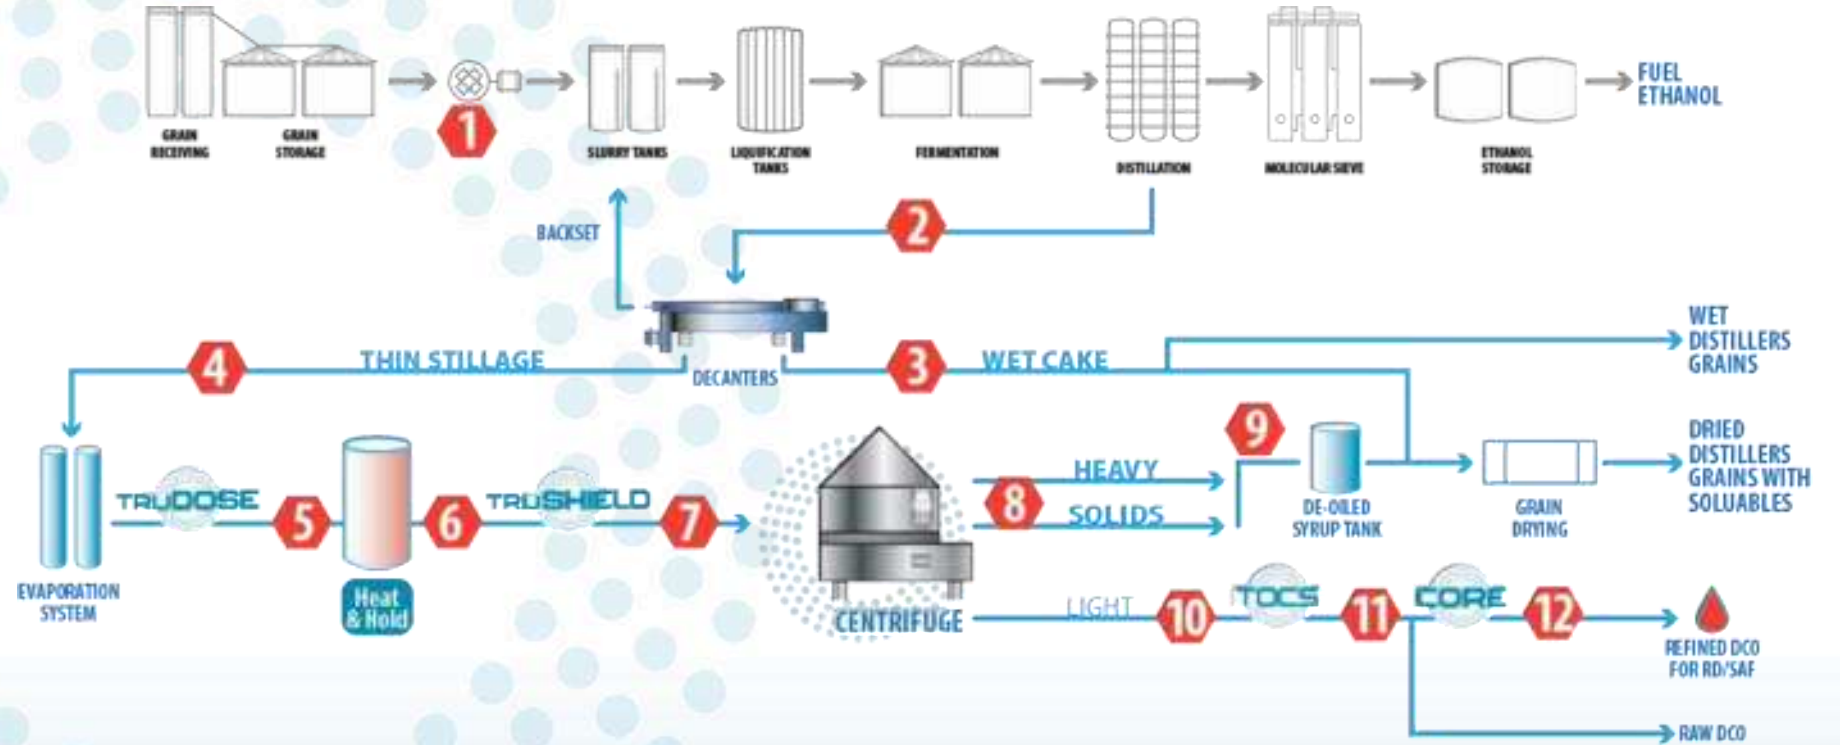 GRAIN
RECEIVING
GRAIN
STORAGE
1
SLURRY TANKS
LIQUIFICATION
TANKS
FERMENTATION
DISTILLATION
MOLECULAR SIEVE
ETHANOL
STORAGE
FUEL
ETHANOL
BACKSET
2
DECANTERS
4
THIN STILLAGE
3
WET CAKE
WET
DISTILLERS
GRAINS
EVAPORATION
SYSTEM
TRUDOSE
5
Heat
& Hold
6
TRUSHIELD
7
CENTRIFUGE
HEAVY
8
SOLIDS
9
DE-OILED
SYRUP TANK
GRAIN
DRYING
DRIED
DISTILLERS
GRAINS WITH
SOLUABLES
LIGHT
10
TOCS
11
CORE
12
REFINED DCO
FOR RD/SAF
RAW DCO